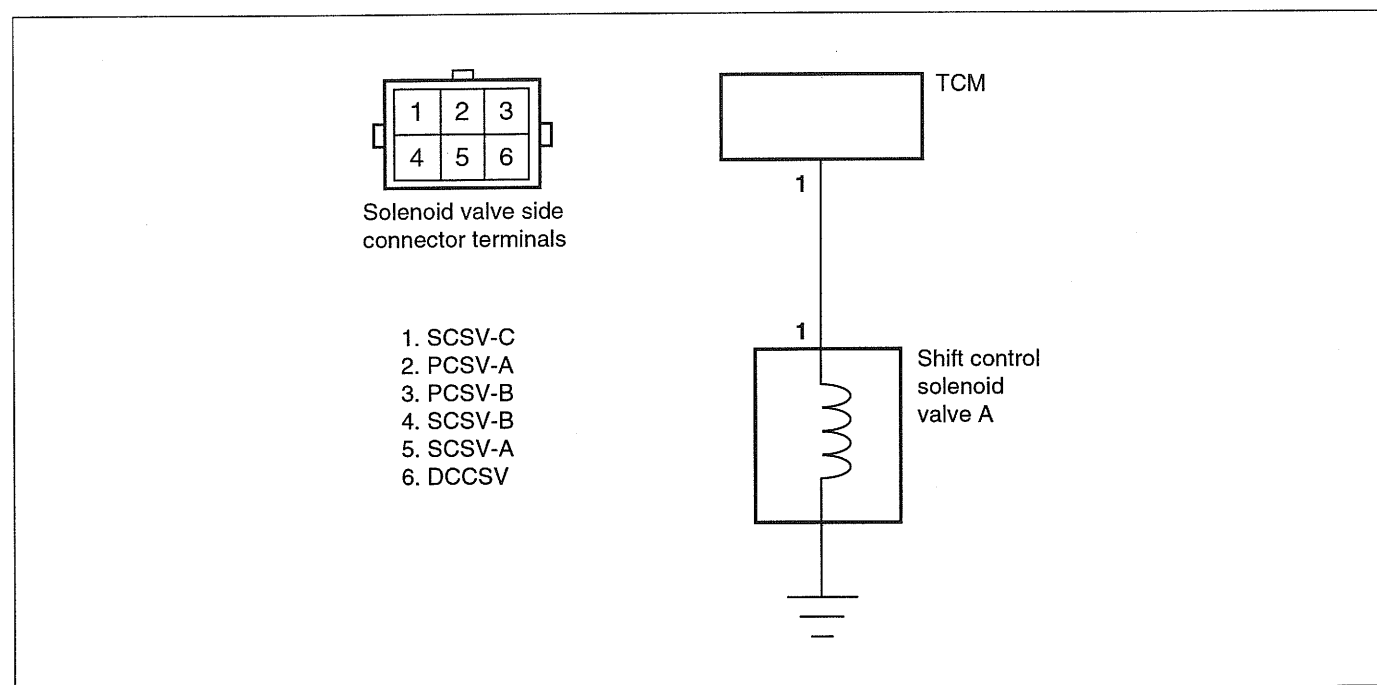 1 2 3
4 5 6
Solenoid valve side
connector terminals
1. SCSV-C
2. PCSV-A
3. PCSV-B
4. SCSV-B
5. SCSV-A
6. DCCSV
TCM
1
1
Shift control
solenoid
valve A